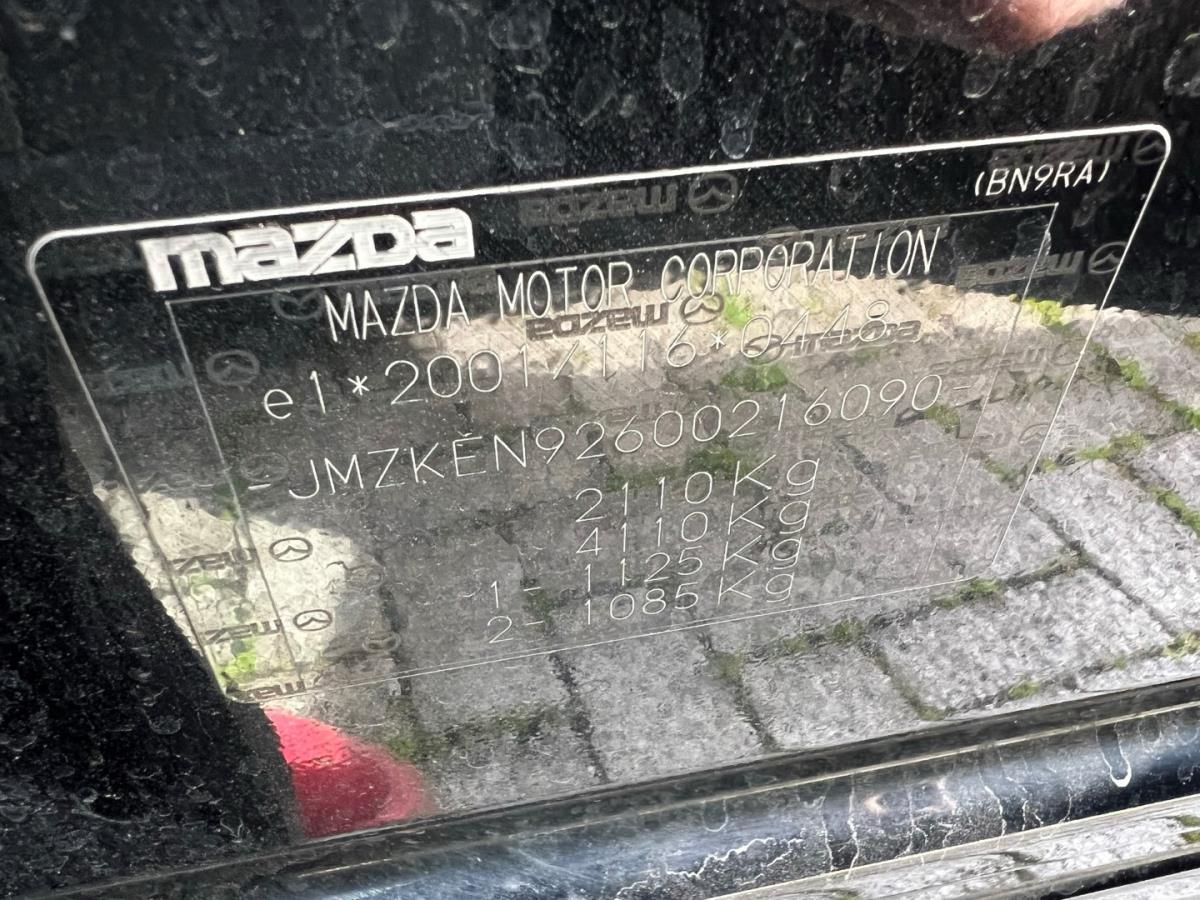 (BN9RA)
mazda
MAZDA MOTOR CORPORATION
e1*2001/116*0448
-JMZKEN92600216090-
2110Kg
- 4110Kg
1- 1125Kg
2- 1085Kg